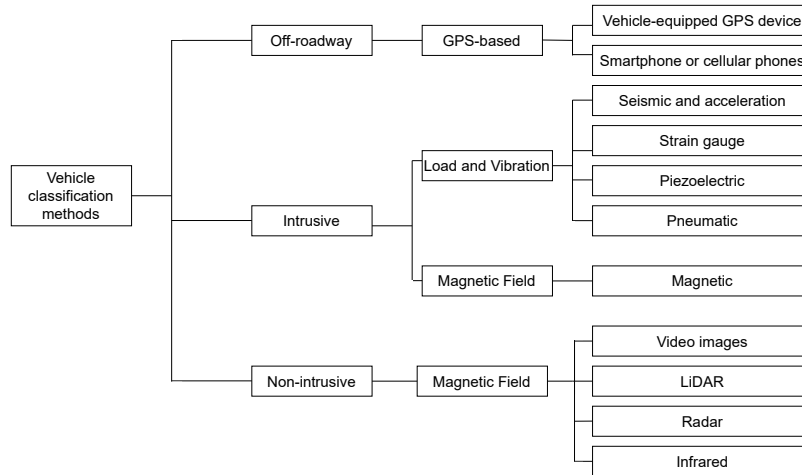 Vehicle
classification
methods
Off-roadway
GPS-based
Vehicle-equipped GPS device
Smartphone or cellular phones
Intrusive
Load and Vibration
Seismic and acceleration
Strain gauge
Piezoelectric
Pneumatic
Magnetic Field
Magnetic
Non-intrusive
Magnetic Field
Video images
LiDAR
Radar
Infrared